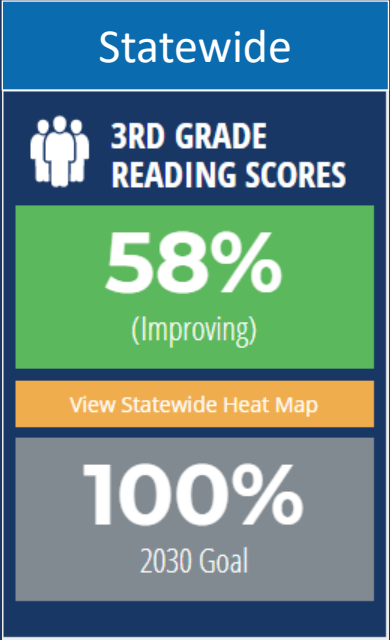 Statewide
3RD GRADE
READING SCORES
58%
(Improving)
View Statewide Heat Map
100%
2030 Goal